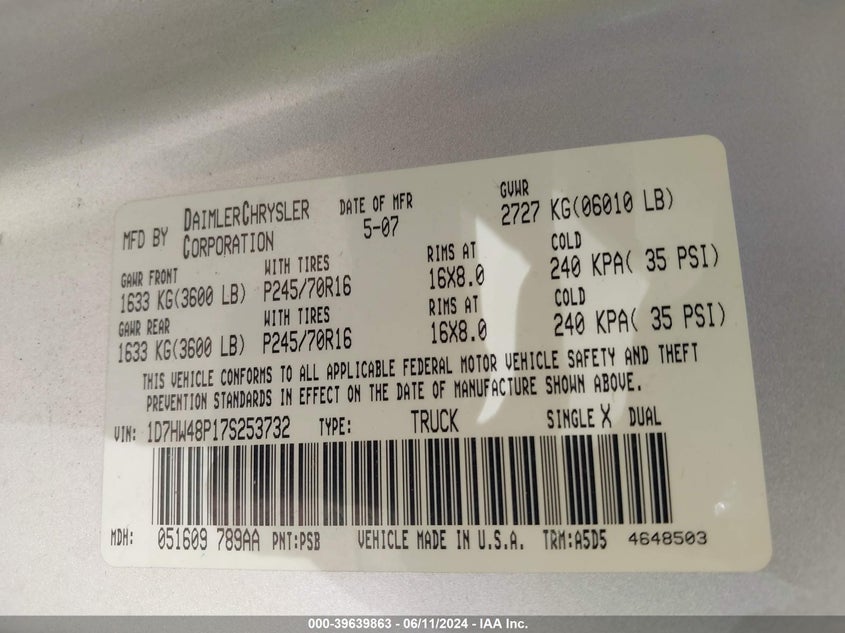 MFD BY DAIMLERCHRYSLER CORPORATION DATE OF MFR 5-07 GVWR 2727 KG(06010 LB)
GAWR FRONT WITH TIRES RIMS AT COLD
1633 KG(3600 LB) P245/70R16 16X8.0 240 KPA( 35 PSI)
GAWR REAR WITH TIRES RIMS AT COLD
1633 KG(3600 LB) P245/70R16 16X8.0 240 KPA( 35 PSI)
THIS VEHICLE CONFORMS TO ALL APPLICABLE FEDERAL MOTOR VEHICLE SAFETY AND THEFT
PREVENTION STANDARDS IN EFFECT ON THE DATE OF MANUFACTURE SHOWN ABOVE.
VIN: 1D7HW48P17S253732 TYPE: TRUCK SINGLE X DUAL
MDH: 051609 789AA PNT:PSB VEHICLE MADE IN U.S.A. TRM:A5D5 4648503
000-39639863 - 06/11/2024 - IAA Inc.